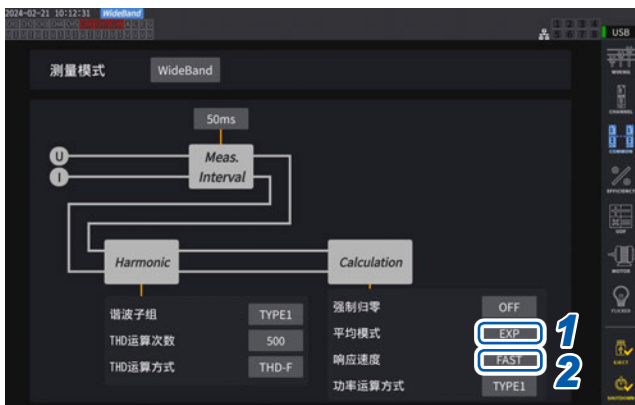 2024-02-21 10:12:31 WideBand
USB
测量模式 WideBand
WIRING
CHANNEL
50ms
U
I
Meas.
Interval
COMMON
EFFICIENCY
Harmonic
Calculation
UDF
MOTOR
谐波子组 TYPE1
强制归零 OFF
THD运算次数 500
平均模式 EXP 1
THD运算方式 THD-F
响应速度 FAST 2
功率运算方式 TYPE1
FLICKER
EJECT
SHUTDOWN